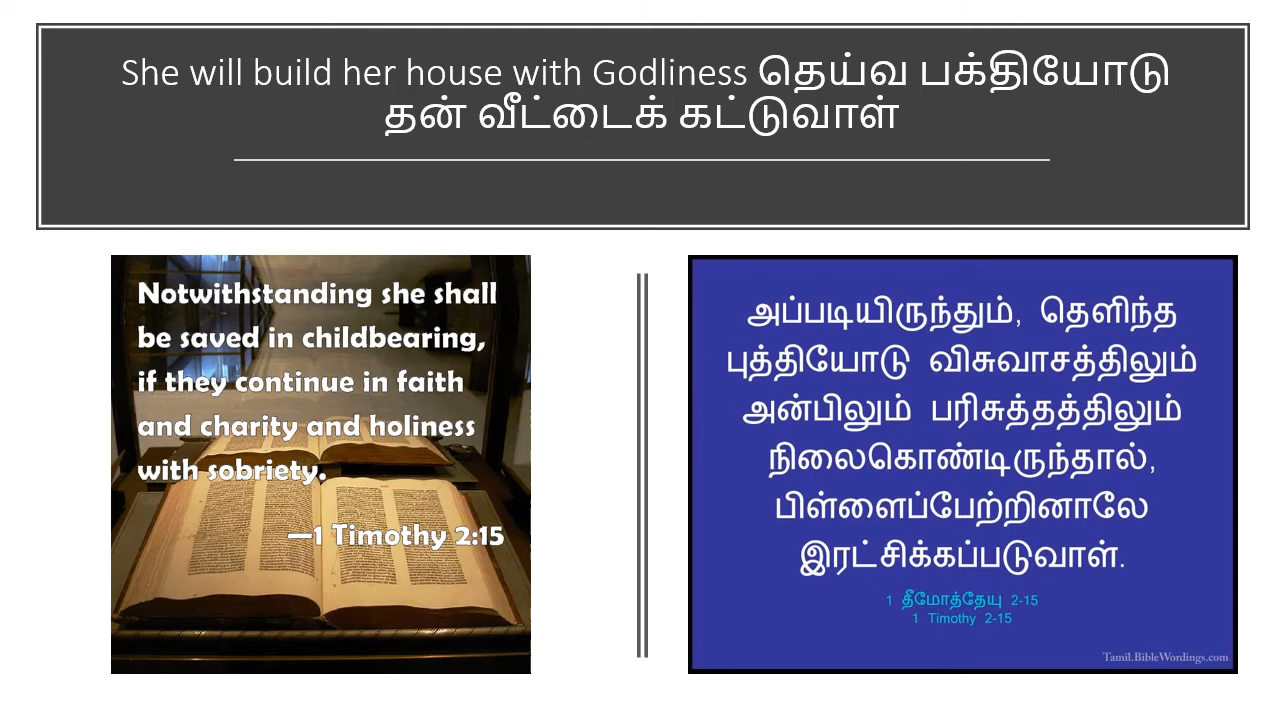 She will build her house with Godliness தெய்வ பக்தியோடு
தன் வீட்டைக் கட்டுவாள்
Notwithstanding she shall
be saved in childbearing,
if they continue in faith
and charity and holiness
with sobriety.
—1 Timothy 2:15
அப்படியிருந்தும், தெளிந்த
புத்தியோடு விசுவாசத்திலும்
அன்பிலும் பரிசுத்தத்திலும்
நிலைகொண்டிருந்தால்,
பிள்ளைப்பேற்றினாலே
இரட்சிக்கப்படுவாள்.
1 தீமோத்தேயு 2-15
1 Timothy 2-15
Tamil.BibleWordings.com